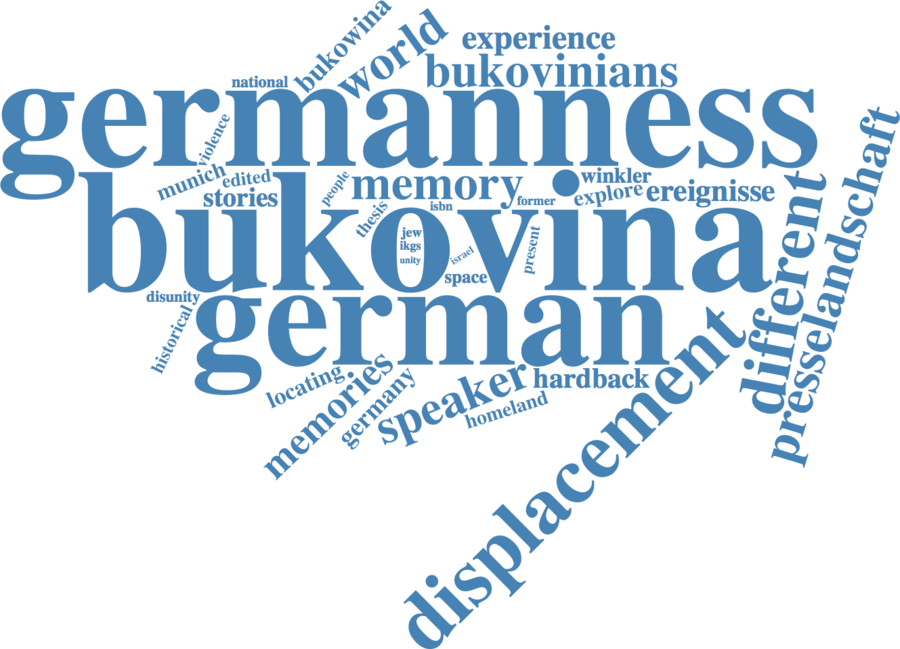 bukowina
world
experience
bukovinians
national
germanness
violence
munich
edited
stories
people
memory
thesis
isbn
former
winkler
explore
ereignisse
bukovina
jew
ikgs
unity
israel
space
present
different
presselandschaft
disunity
historical
german
locating
memories
germany
speaker
homeland
hardback
displacement